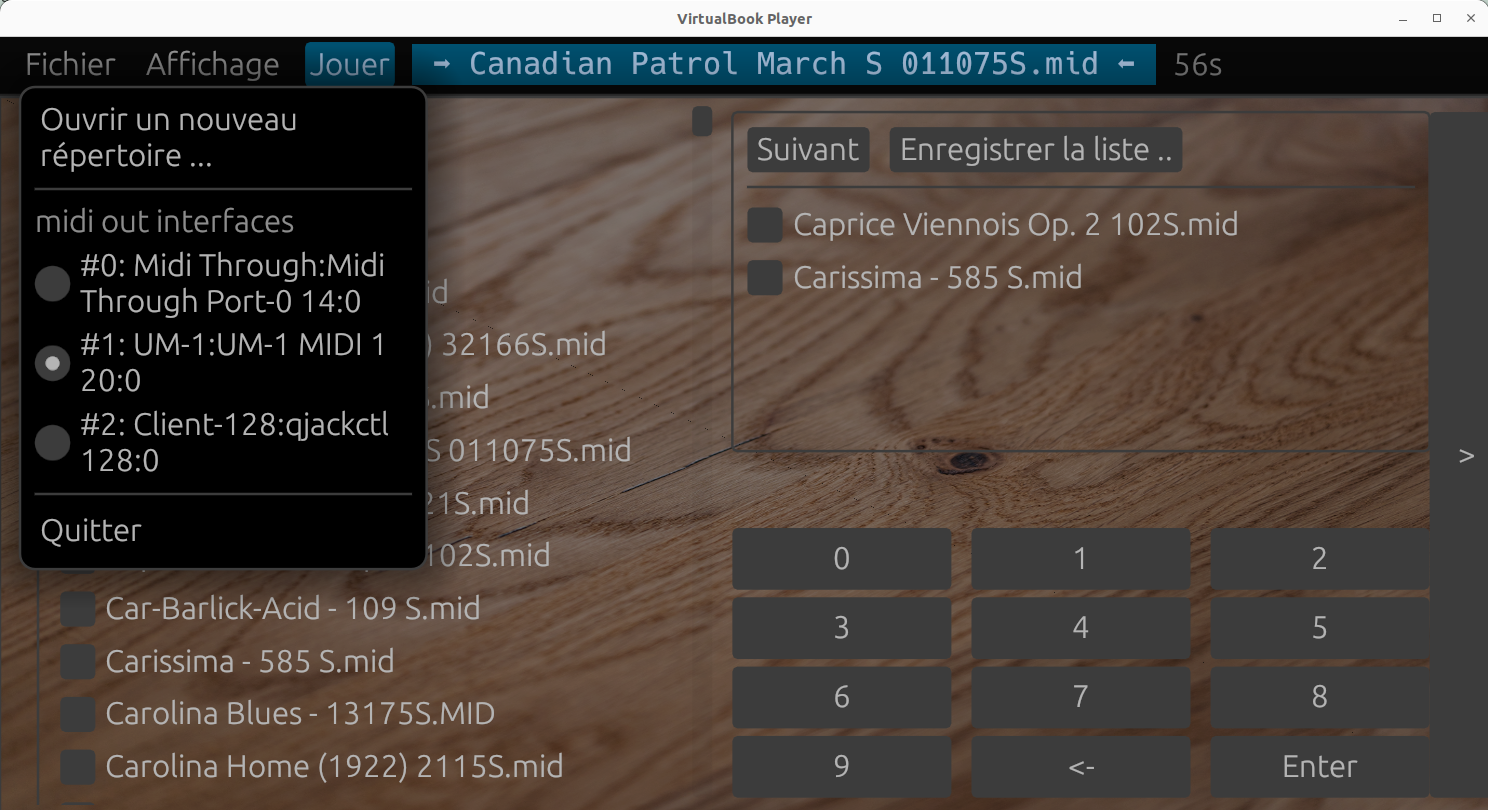 VirtualBook Player
Fichier Affichage Jouer → Canadian Patrol March S 011075S.mid ← 56s
Ouvrir un nouveau
répertoire ...
midi out interfaces
#0: Midi Through:Midi
Through Port-0 14:0
#1: UM-1:UM-1 MIDI 1
20:0
#2: Client-128:qjackctl
128:0
Quitter
) 32166S.mid
.mid
S 011075S.mid
21S.mid
102S.mid
Car-Barlick-Acid - 109 S.mid
Carissima - 585 S.mid
Carolina Blues - 13175S.MID
Carolina Home (1922) 2115S.mid
Suivant Enregistrer la liste ..
Caprice Viennois Op. 2 102S.mid
Carissima - 585 S.mid
>
0 1 2
3 4 5
6 7 8
9 <- Enter